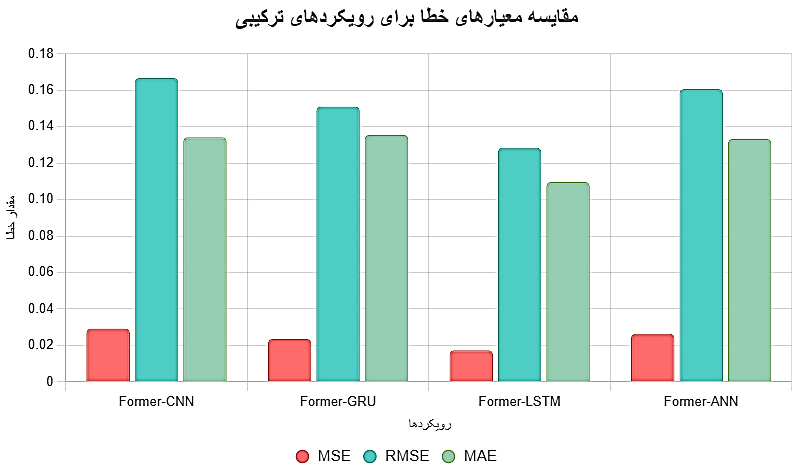 مقایسه معیارهای خطا برای رویکردهای ترکیبی
0.18
0.16
0.14
0.12
0.10
0.08
0.06
0.04
0.02
0
مقدار خطا
Former-CNN Former-GRU Former-LSTM Former-ANN
رویکردها
MSE RMSE MAE